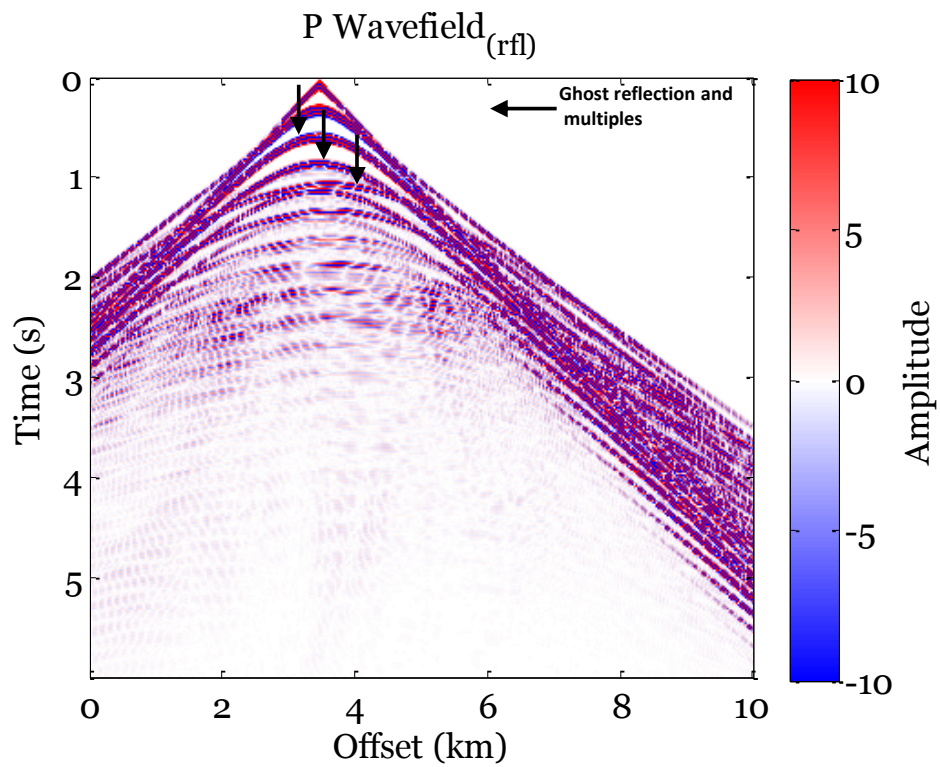 P Wavefield(rfl)
Ghost reflection and
multiples
Time (s)
0
1
2
3
4
5
0 2 4 6 8 10
Offset (km)
10
5
0
-5
-10
Amplitude